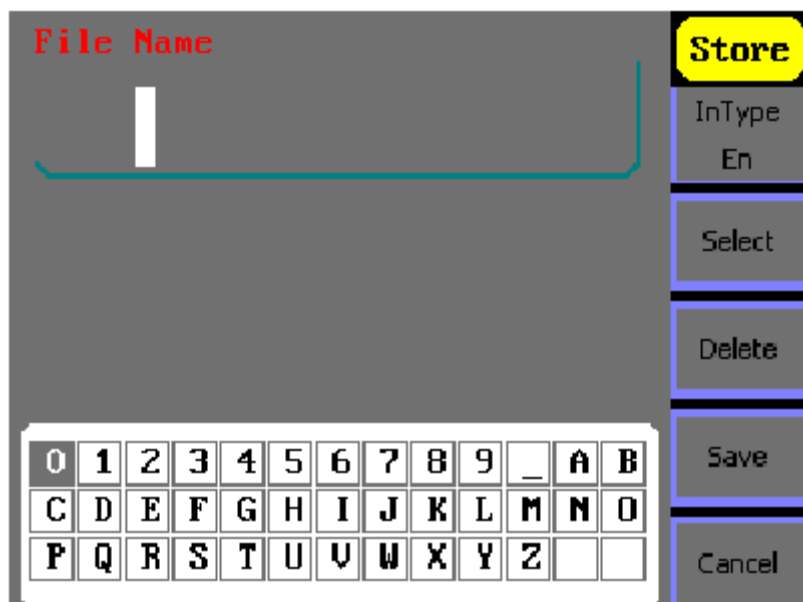 File Name
Store
InType
En
Select
Delete
Save
Cancel
0 1 2 3 4 5 6 7 8 9 _ A B
C D E F G H I J K L M N O
P Q R S T U V W X Y Z